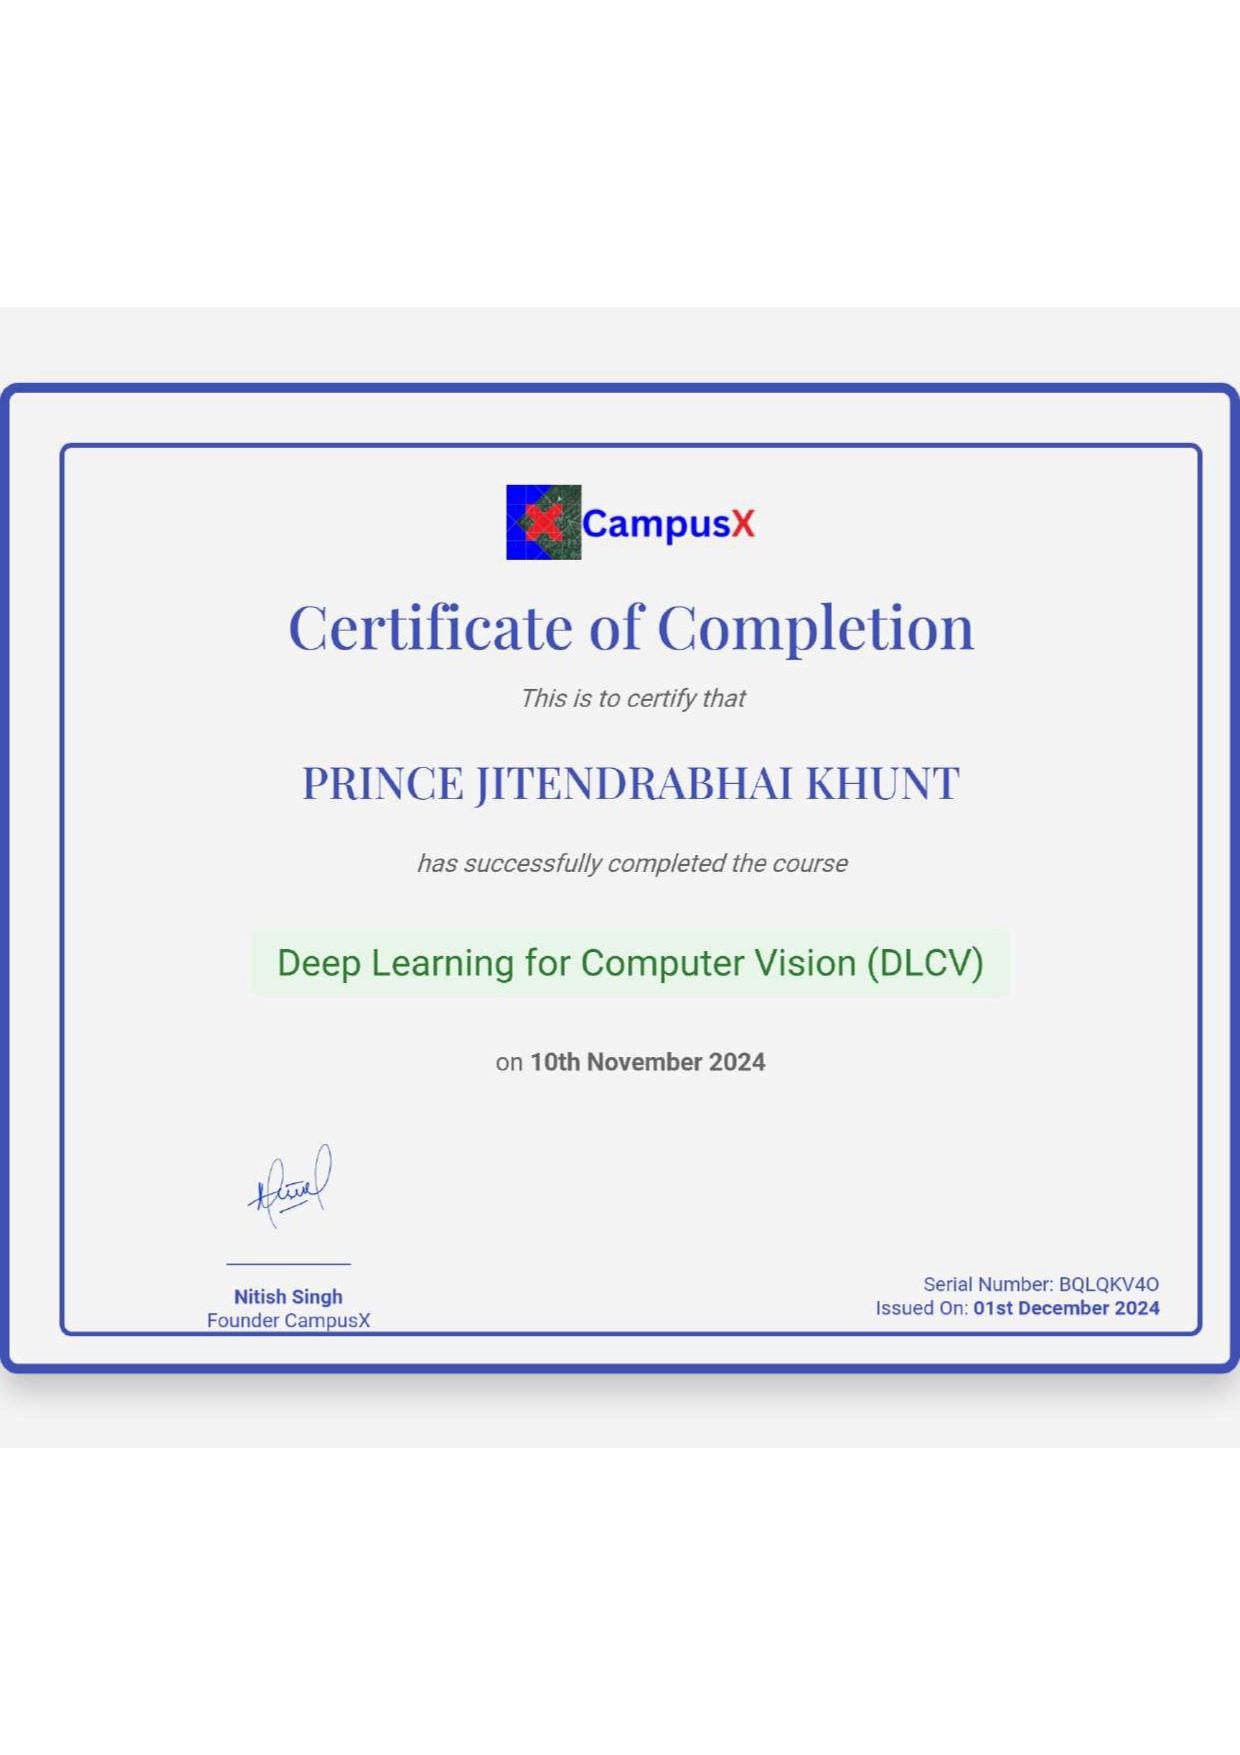 CampusX
Certificate of Completion
This is to certify that
PRINCE JITENDRABHAI KHUNT
has successfully completed the course
Deep Learning for Computer Vision (DLCV)
on 10th November 2024
Nitish Singh
Founder CampusX
Serial Number: BQLQKV4O
Issued On: 01st December 2024